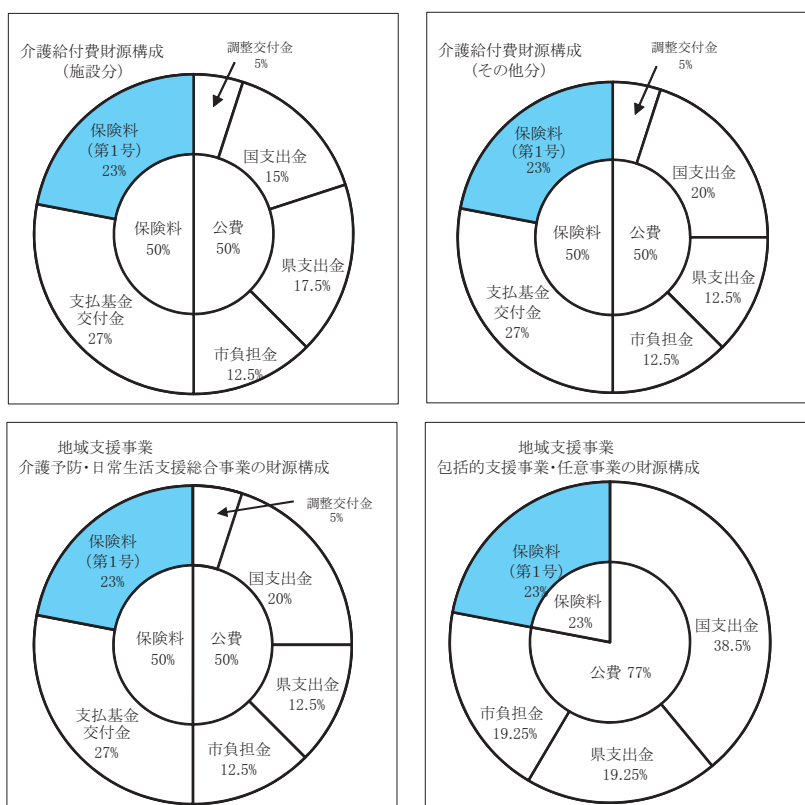 介護給付費財源構成
(施設分)
調整交付金
5%
保険料
(第1号)
23%
国支出金
15%
保険料
50%
公費
50%
県支出金
17.5%
支払基金
交付金
27%
市負担金
12.5%
介護給付費財源構成
(その他分)
調整交付金
5%
保険料
(第1号)
23%
国支出金
20%
保険料
50%
公費
50%
県支出金
12.5%
支払基金
交付金
27%
市負担金
12.5%
地域支援事業
介護予防・日常生活支援総合事業の財源構成
調整交付金
5%
保険料
(第1号)
23%
国支出金
20%
保険料
50%
公費
50%
県支出金
12.5%
支払基金
交付金
27%
市負担金
12.5%
地域支援事業
包括的支援事業・任意事業の財源構成
保険料
(第1号)
23%
保険料
23%
国支出金
38.5%
公費 77%
市負担金
19.25%
県支出金
19.25%